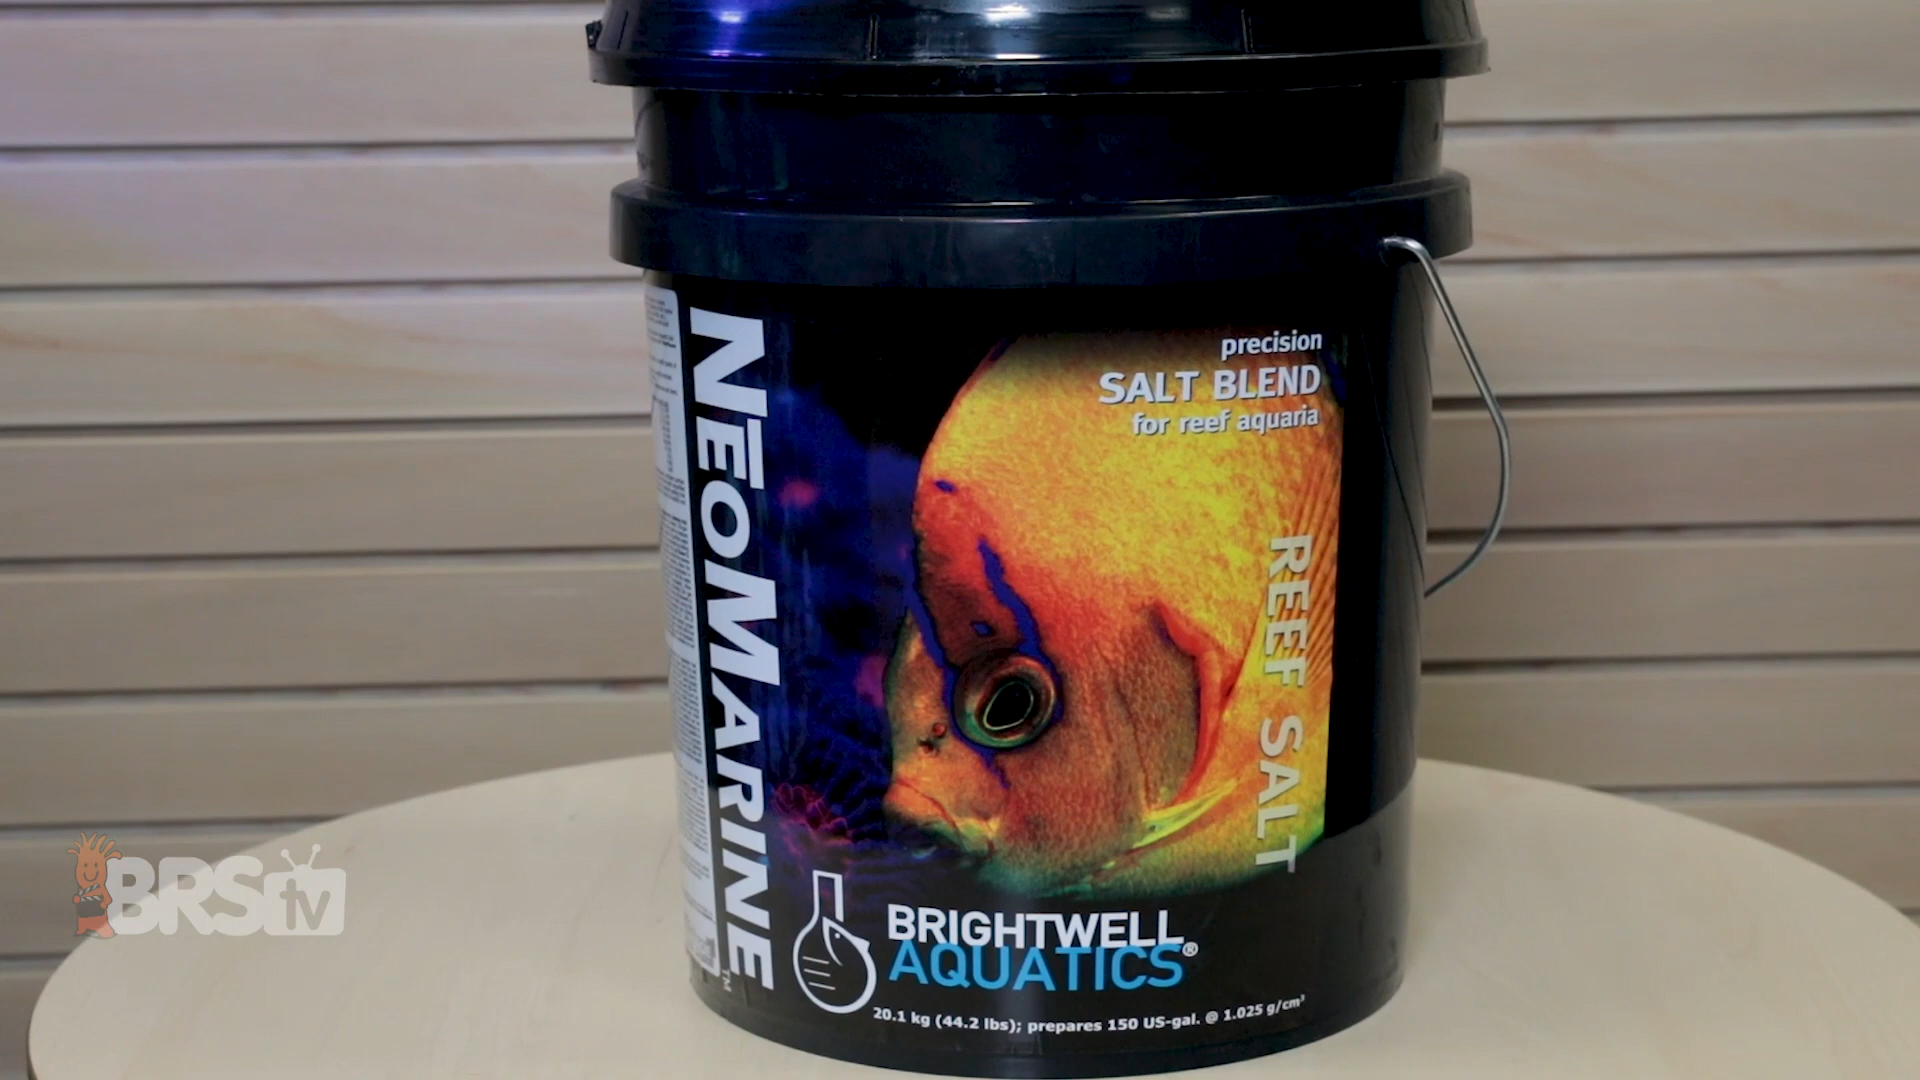 NĒOMARINE™
precision
SALT BLEND
for reef aquaria
REEF SALT
BRIGHTWELL
AQUATICS®
20.1 kg (44.2 lbs); prepares 150 US-gal. @ 1.025 g/cm³
BRStv